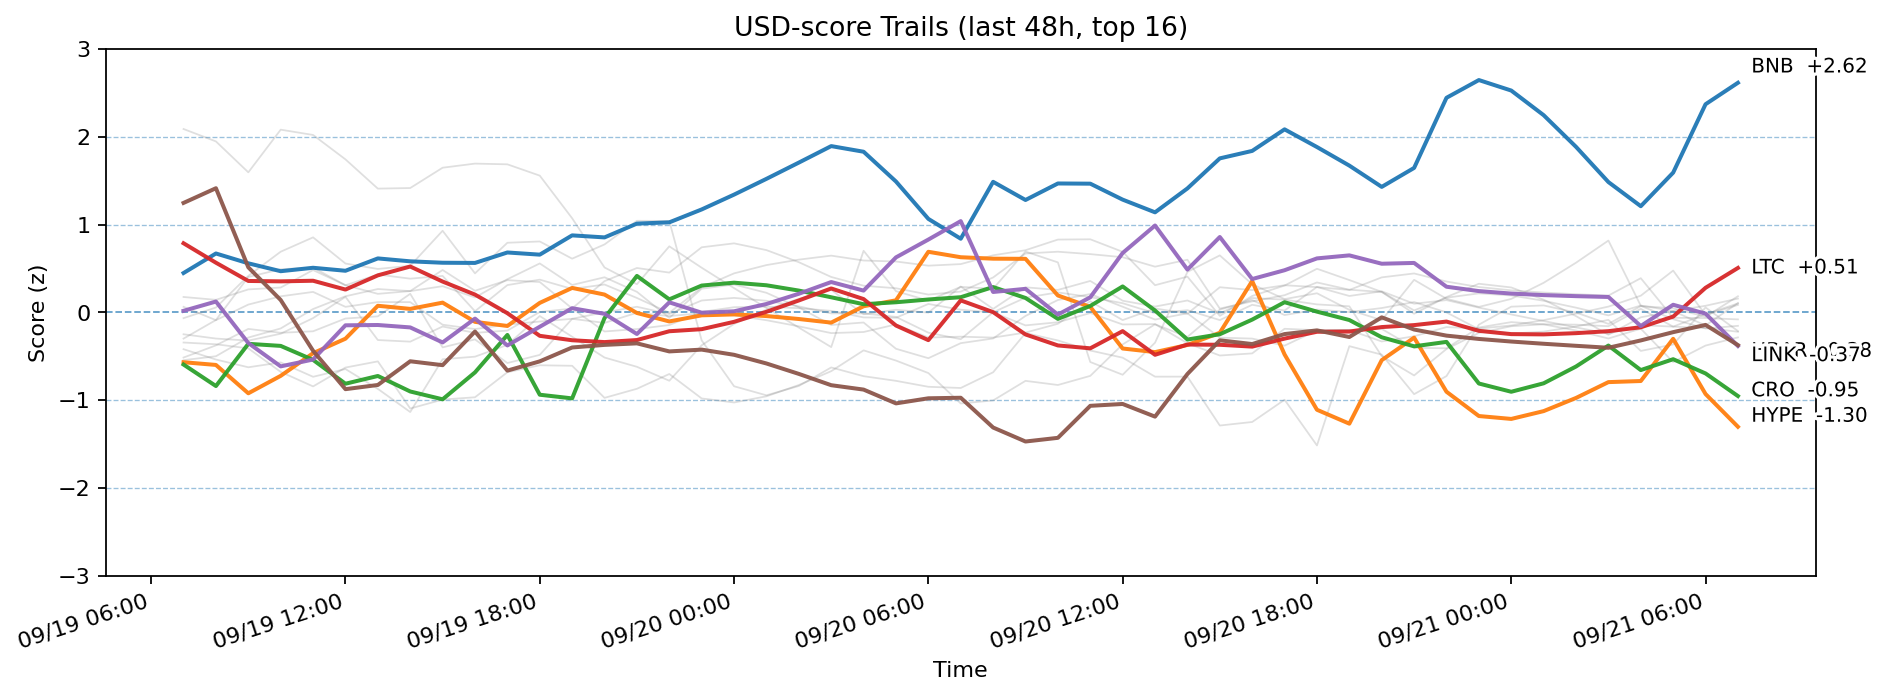 USD-score Trails (last 48h, top 16)
Score (z)
3
2
1
0
−1
−2
−3
BNB +2.62
LTC +0.51
LINK -0.37
CRO -0.95
HYPE -1.30
09/19 06:00
09/19 12:00
09/19 18:00
09/20 00:00
09/20 06:00
09/20 12:00
09/20 18:00
09/21 00:00
09/21 06:00
Time